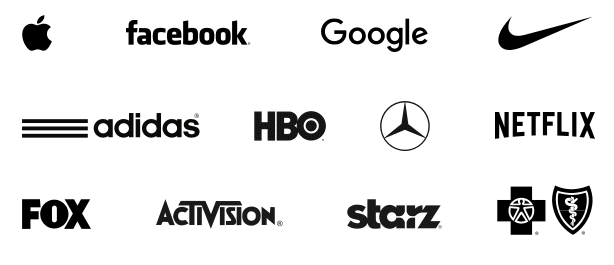 facebook.
Google
adidas®
HBO.
NETFLIX
FOX
ACTIVISION®
starz®
® ®